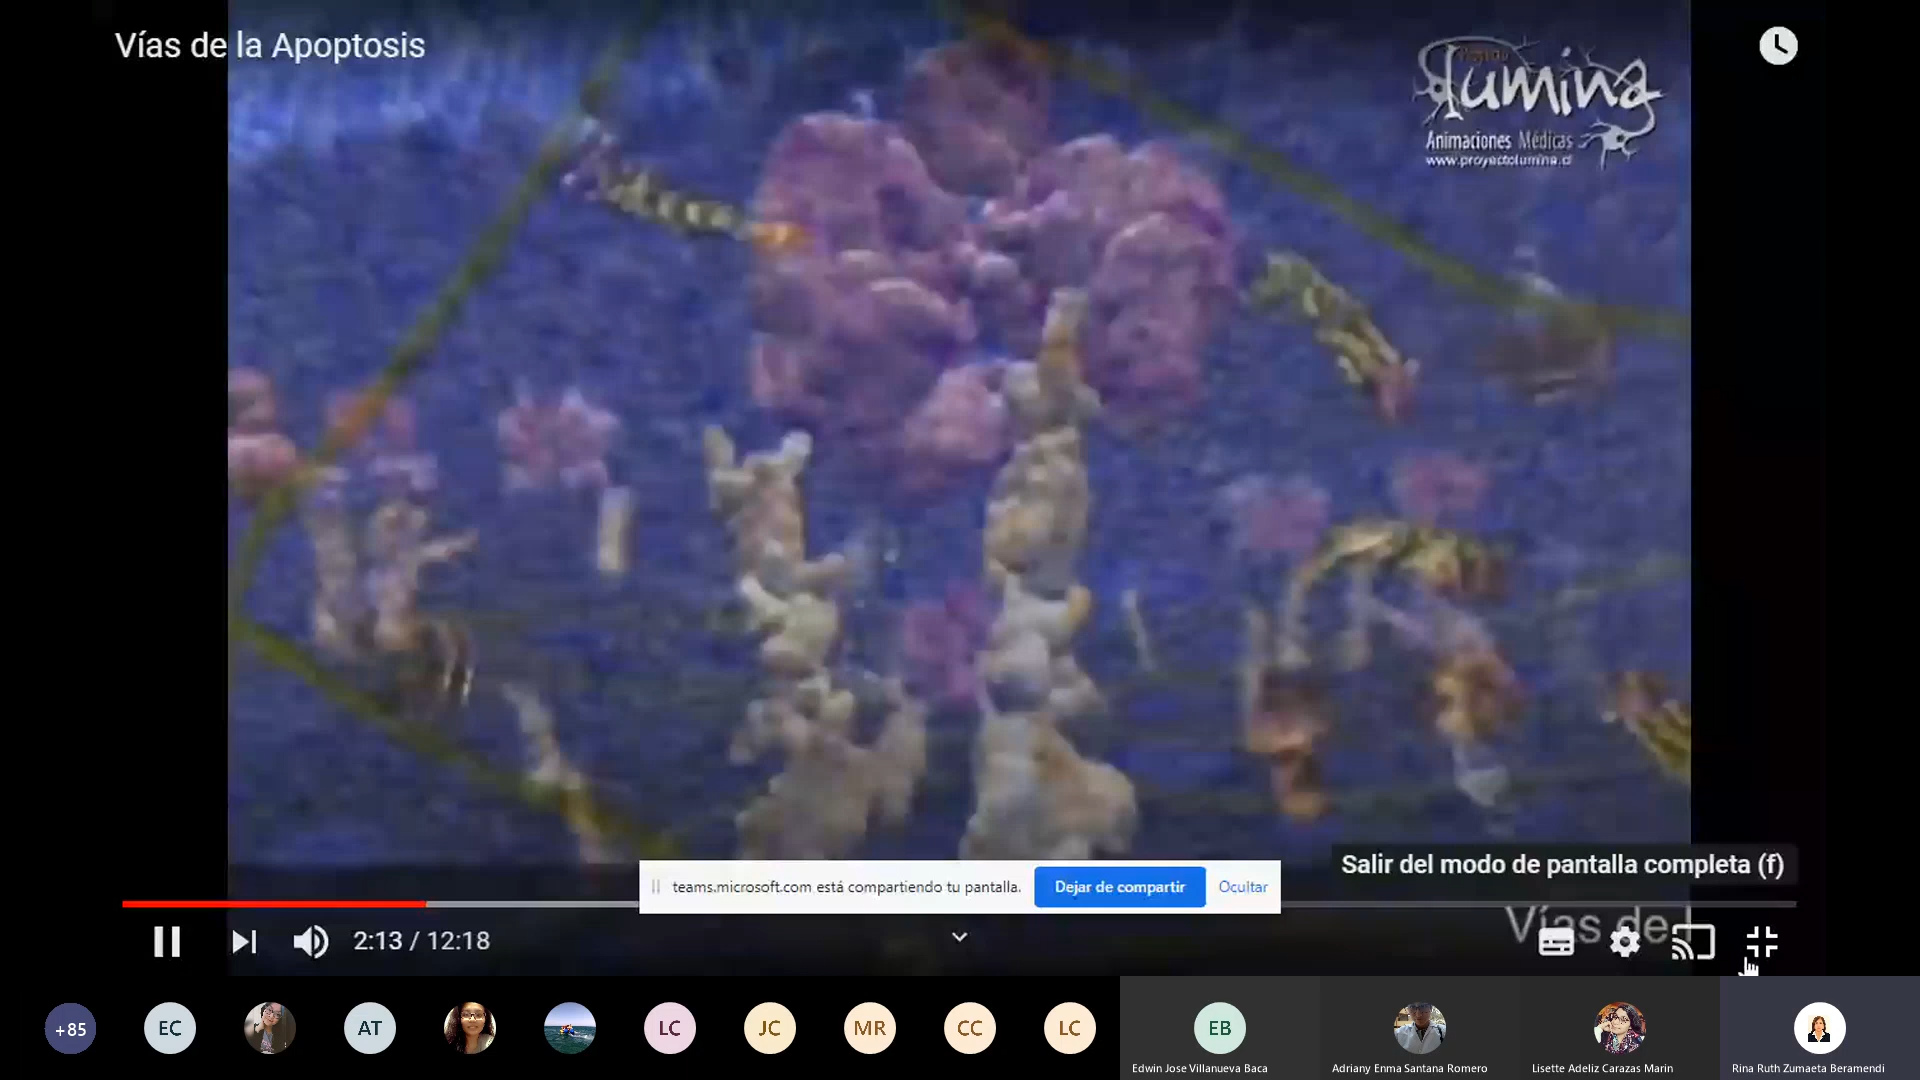 Vías de la Apoptosis
Proyecto
Lumina
Animaciones Médicas
www.proyectolumina.cl
Salir del modo de pantalla completa (f)
teams.microsoft.com está compartiendo tu pantalla.
Dejar de compartir
Ocultar
Vías de l
2:13 / 12:18
+85
EC
AT
LC
JC
MR
CC
LC
EB
Edwin Jose Villanueva Baca
Adriany Enma Santana Romero
Lisette Adeliz Carazas Marin
Rina Ruth Zumaeta Beramendi